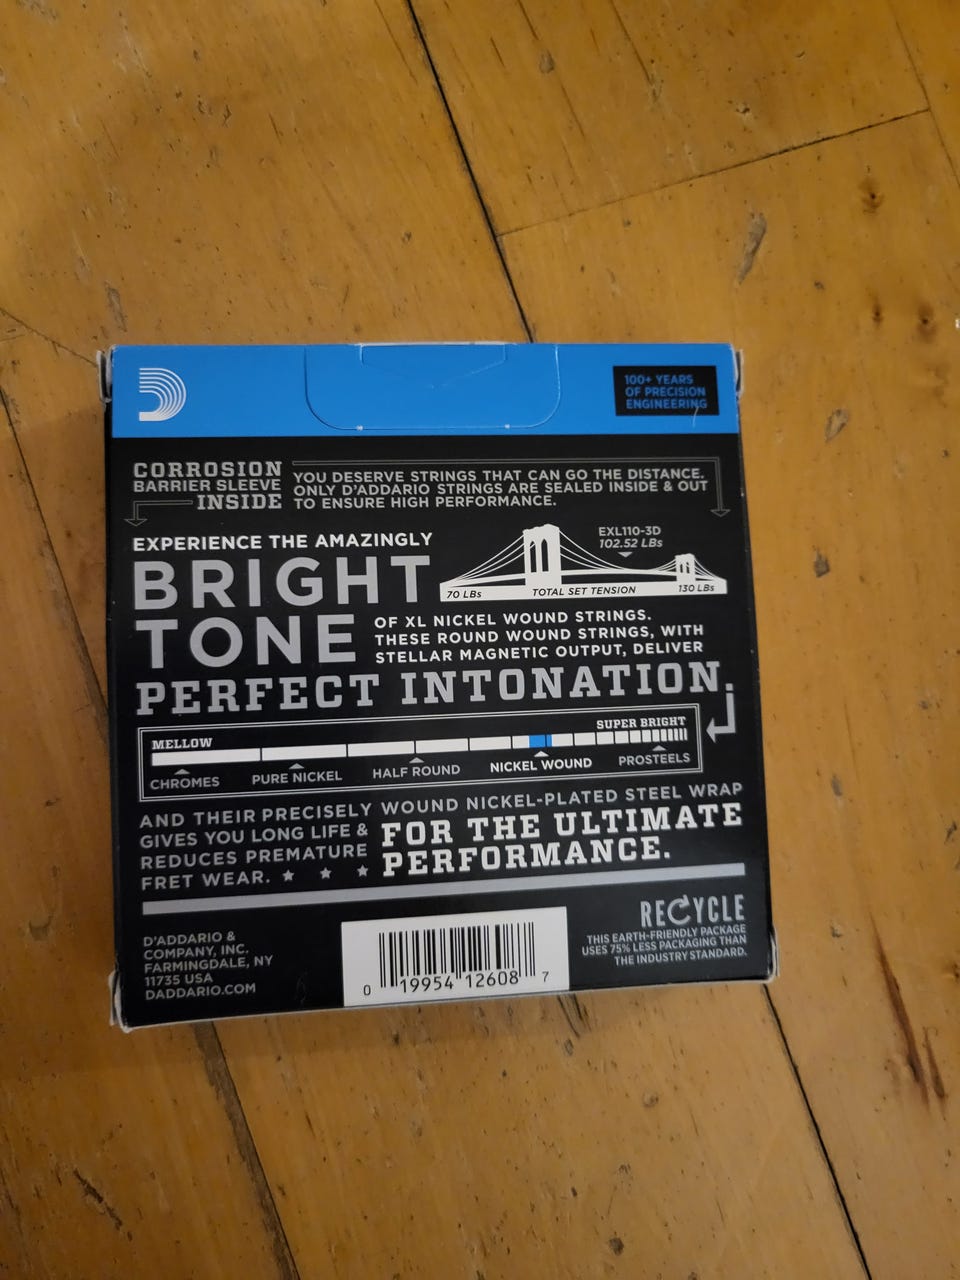 100+ YEARS
OF PRECISION
ENGINEERING
CORROSION
BARRIER SLEEVE
INSIDE
YOU DESERVE STRINGS THAT CAN GO THE DISTANCE.
ONLY D'ADDARIO STRINGS ARE SEALED INSIDE & OUT
TO ENSURE HIGH PERFORMANCE.
EXPERIENCE THE AMAZINGLY
BRIGHT
TONE
EXL110-3D
102.52 LBs
70 LBs
TOTAL SET TENSION
130 LBs
OF XL NICKEL WOUND STRINGS.
THESE ROUND WOUND STRINGS, WITH
STELLAR MAGNETIC OUTPUT, DELIVER
PERFECT INTONATION,
MELLOW
SUPER BRIGHT
CHROMES
PURE NICKEL
HALF ROUND
NICKEL WOUND
PROSTEELS
AND THEIR PRECISELY WOUND NICKEL-PLATED STEEL WRAP
GIVES YOU LONG LIFE &
REDUCES PREMATURE
FRET WEAR.
FOR THE ULTIMATE
PERFORMANCE.
D'ADDARIO &
COMPANY, INC.
FARMINGDALE, NY
11735 USA
DADDARIO.COM
0 19954 12608 7
RECYCLE
THIS EARTH-FRIENDLY PACKAGE
USES 75% LESS PACKAGING THAN
THE INDUSTRY STANDARD.